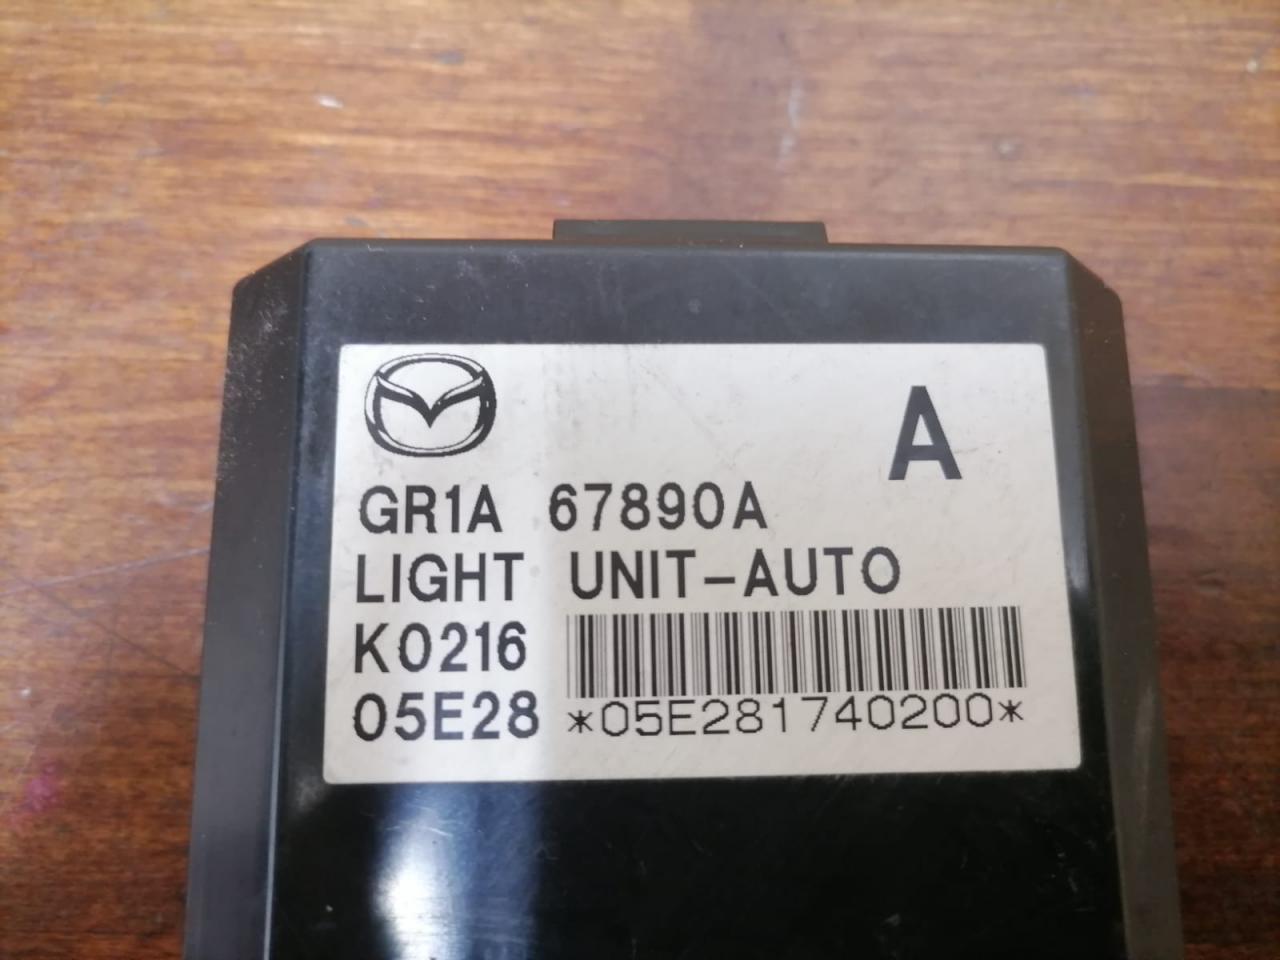 A
GR1A 67890A
LIGHT UNIT-AUTO
K0216
05E28 *05E281740200*